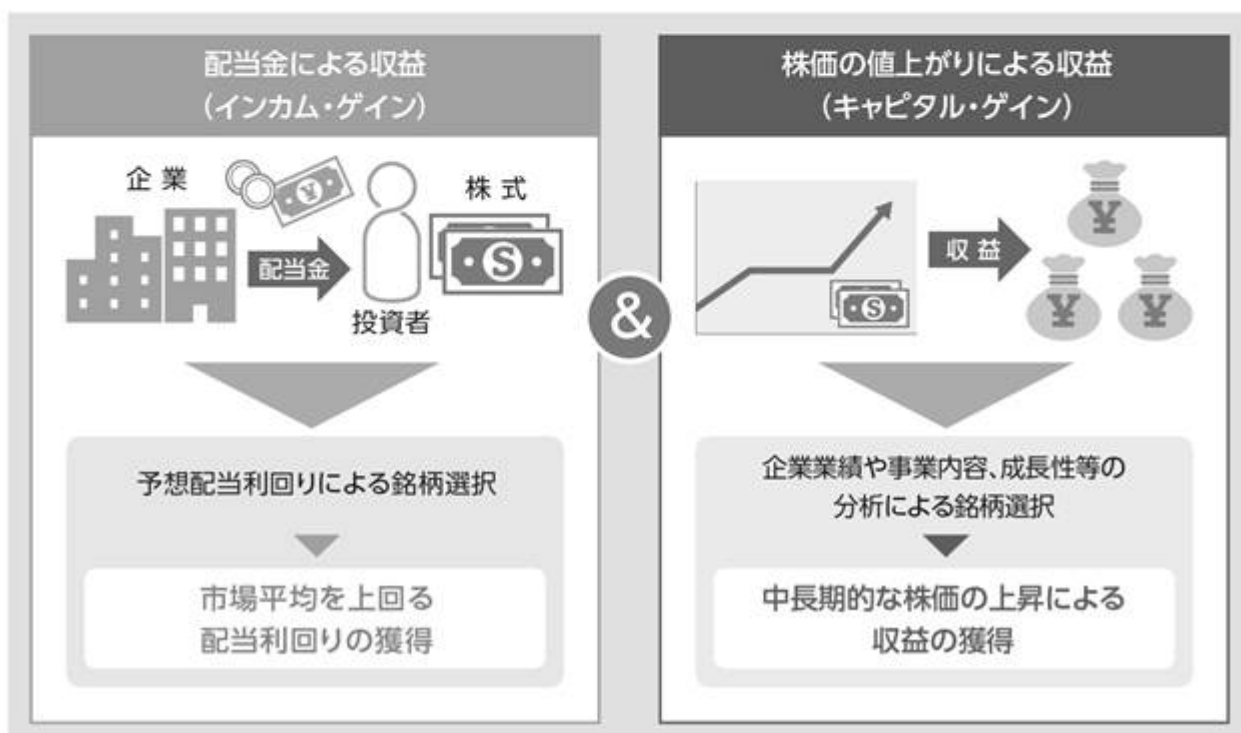 配当金による収益
(インカム・ゲイン)
企業
¥
株式
S
配当金
投資者
予想配当利回りによる銘柄選択
市場平均を上回る
配当利回りの獲得
&
株価の値上がりによる収益
(キャピタル・ゲイン)
S
収益
¥
¥
¥
企業業績や事業内容、成長性等の
分析による銘柄選択
中長期的な株価の上昇による
収益の獲得